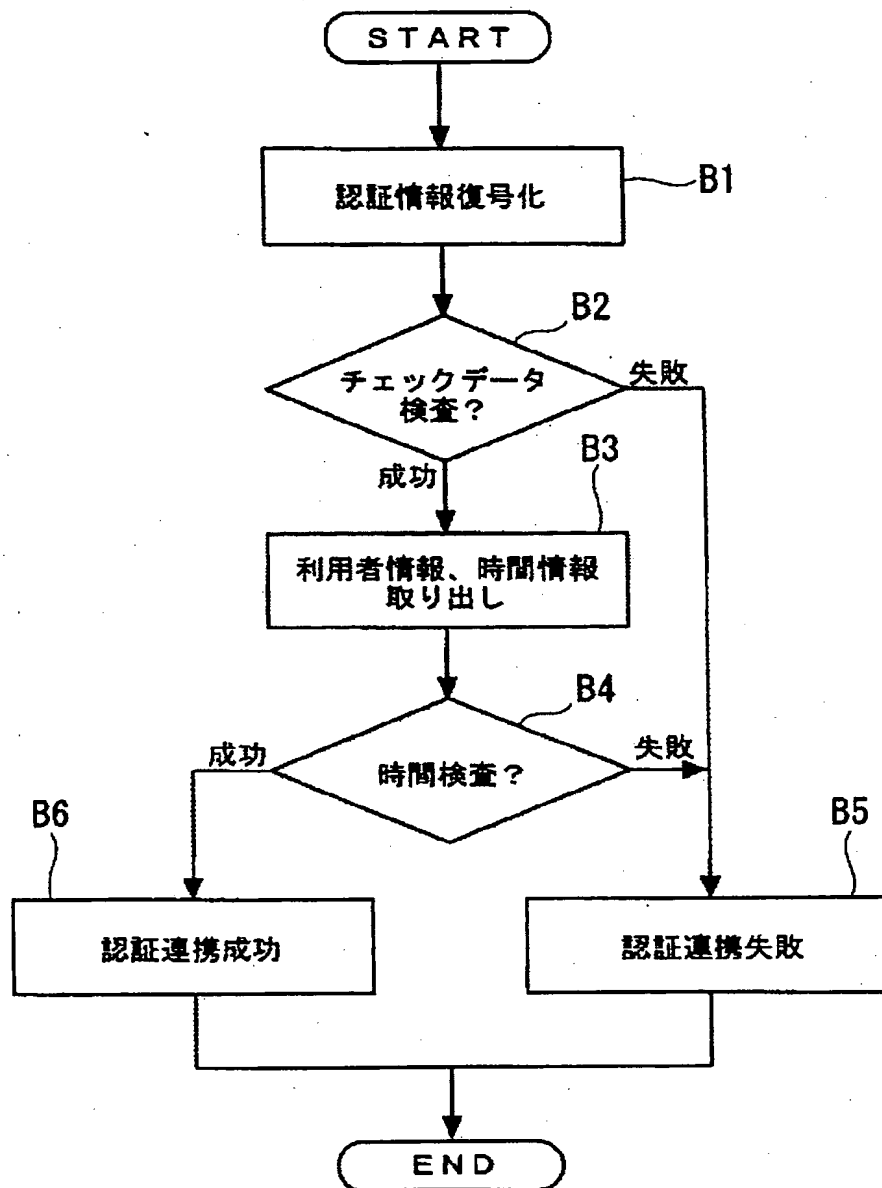 START
認証情報復号化
B1
B2
チェックデータ
検査？
失敗
成功
B3
利用者情報、時間情報
取り出し
B4
成功
時間検査？
失敗
B6
B5
認証連携成功
認証連携失敗
END